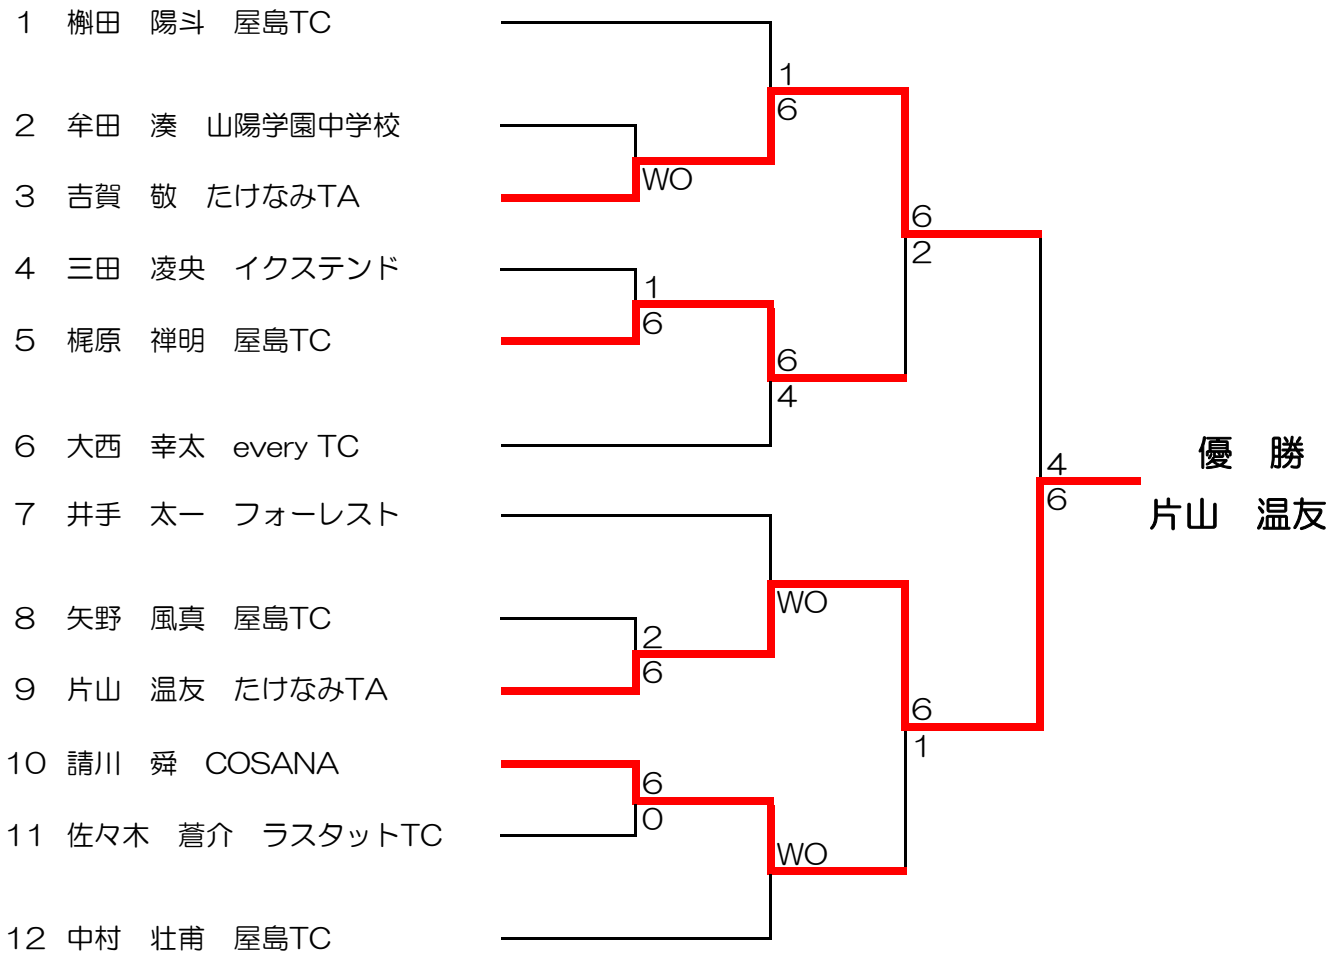 1 槲田 陽斗 屋島TC
1
6
2 牟田 湊 山陽学園中学校
WO
3 吉賀 敬 たけなみTA
6
2
4 三田 凌央 イクステンド
1
6
5 梶原 禅明 屋島TC
6
4
6 大西 幸太 every TC
優 勝
4
6
片山 温友
7 井手 太一 フォーレスト
WO
8 矢野 風真 屋島TC
2
6
9 片山 温友 たけなみTA
6
1
10 請川 舜 COSANA
6
0
11 佐々木 蒼介 ラスタットTC
WO
12 中村 壮甫 屋島TC